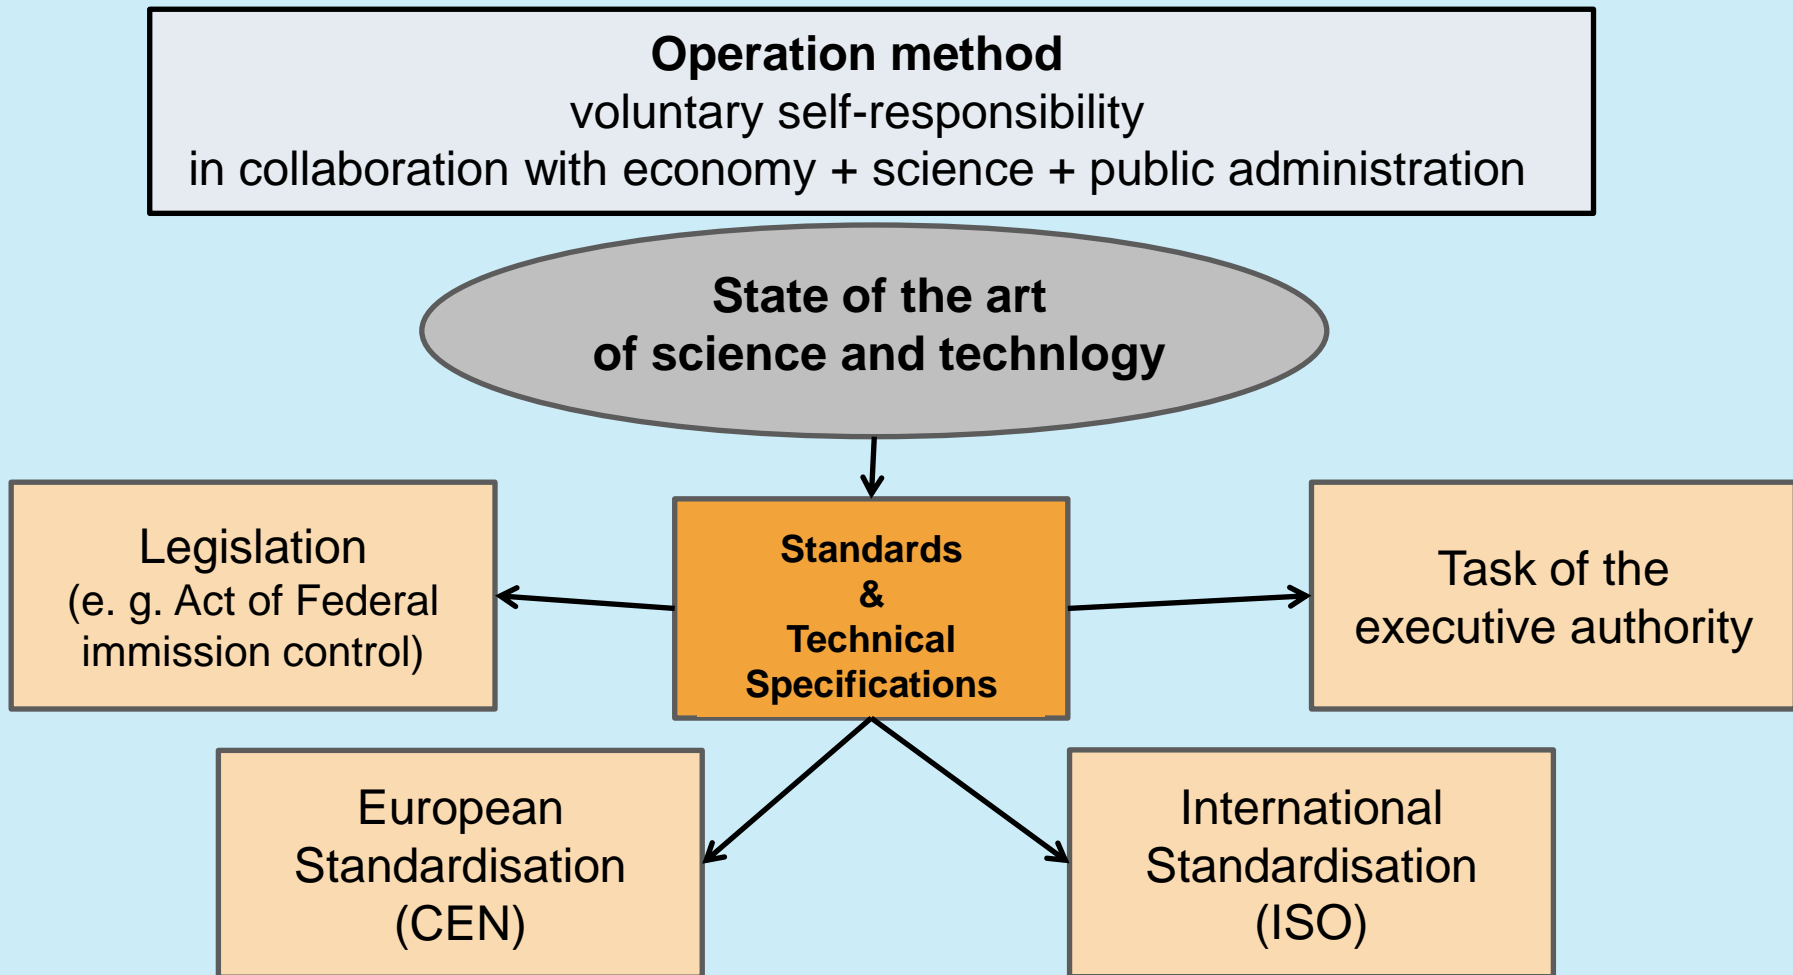 Operation method
voluntary self-responsibility
in collaboration with economy + science + public administration
State of the art
of science and technlogy
Legislation
(e. g. Act of Federal
immission control)
Standards
&
Technical
Specifications
Task of the
executive authority
European
Standardisation
(CEN)
International
Standardisation
(ISO)